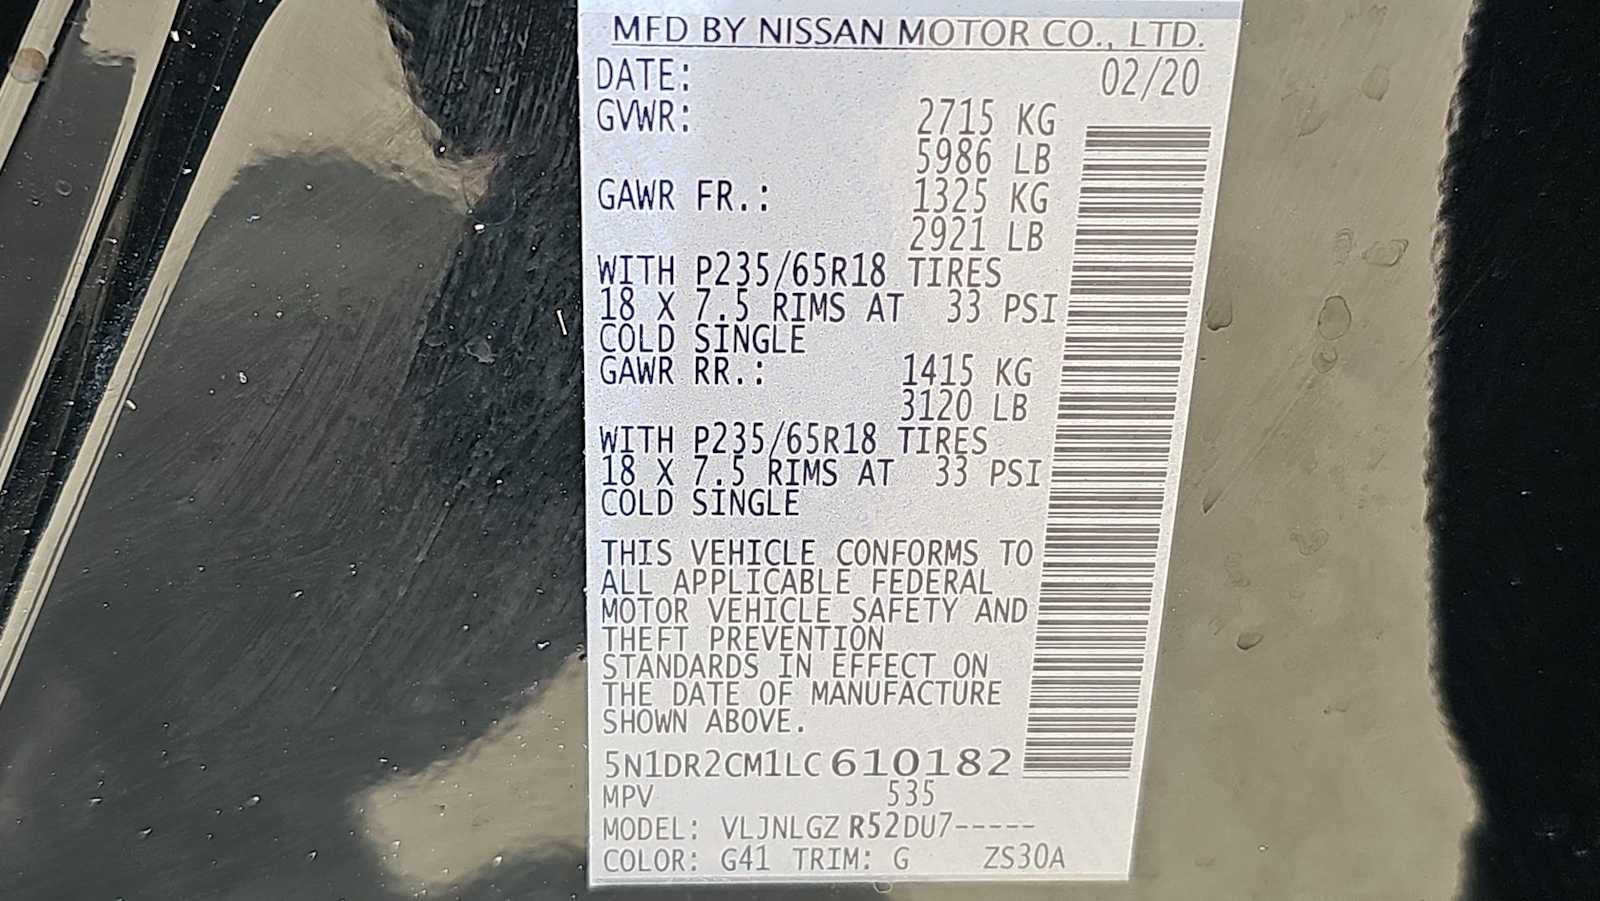 MFD BY NISSAN MOTOR CO., LTD.
DATE: 02/20
GVWR: 2715 KG
5986 LB
GAWR FR.: 1325 KG
2921 LB
WITH P235/65R18 TIRES
18 X 7.5 RIMS AT 33 PSI
COLD SINGLE
GAWR RR.: 1415 KG
3120 LB
WITH P235/65R18 TIRES
18 X 7.5 RIMS AT 33 PSI
COLD SINGLE
THIS VEHICLE CONFORMS TO
ALL APPLICABLE FEDERAL
MOTOR VEHICLE SAFETY AND
THEFT PREVENTION
STANDARDS IN EFFECT ON
THE DATE OF MANUFACTURE
SHOWN ABOVE.
5N1DR2CM1LC610182
MPV 535
MODEL: VLJNLGZ R52DU7-----
COLOR: G41 TRIM: G ZS30A